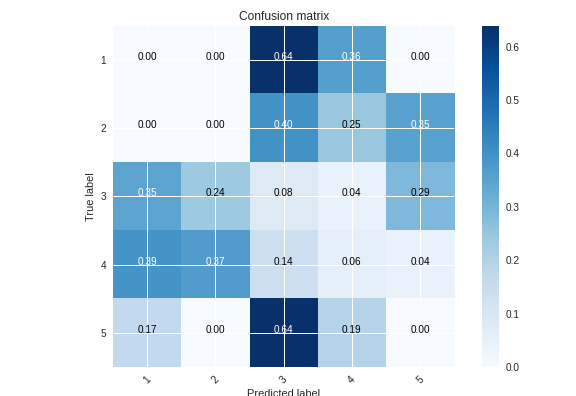 Confusion matrix
0.6
1 0.00 0.00 0.64 0.36 0.00
0.5
2 0.00 0.00 0.40 0.25 0.35
0.4
True label
3 0.35 0.24 0.08 0.04 0.29
0.3
4 0.39 0.37 0.14 0.06 0.04
0.2
5 0.17 0.00 0.64 0.19 0.00
0.1
0.0
1 2 3 4 5
Predicted label